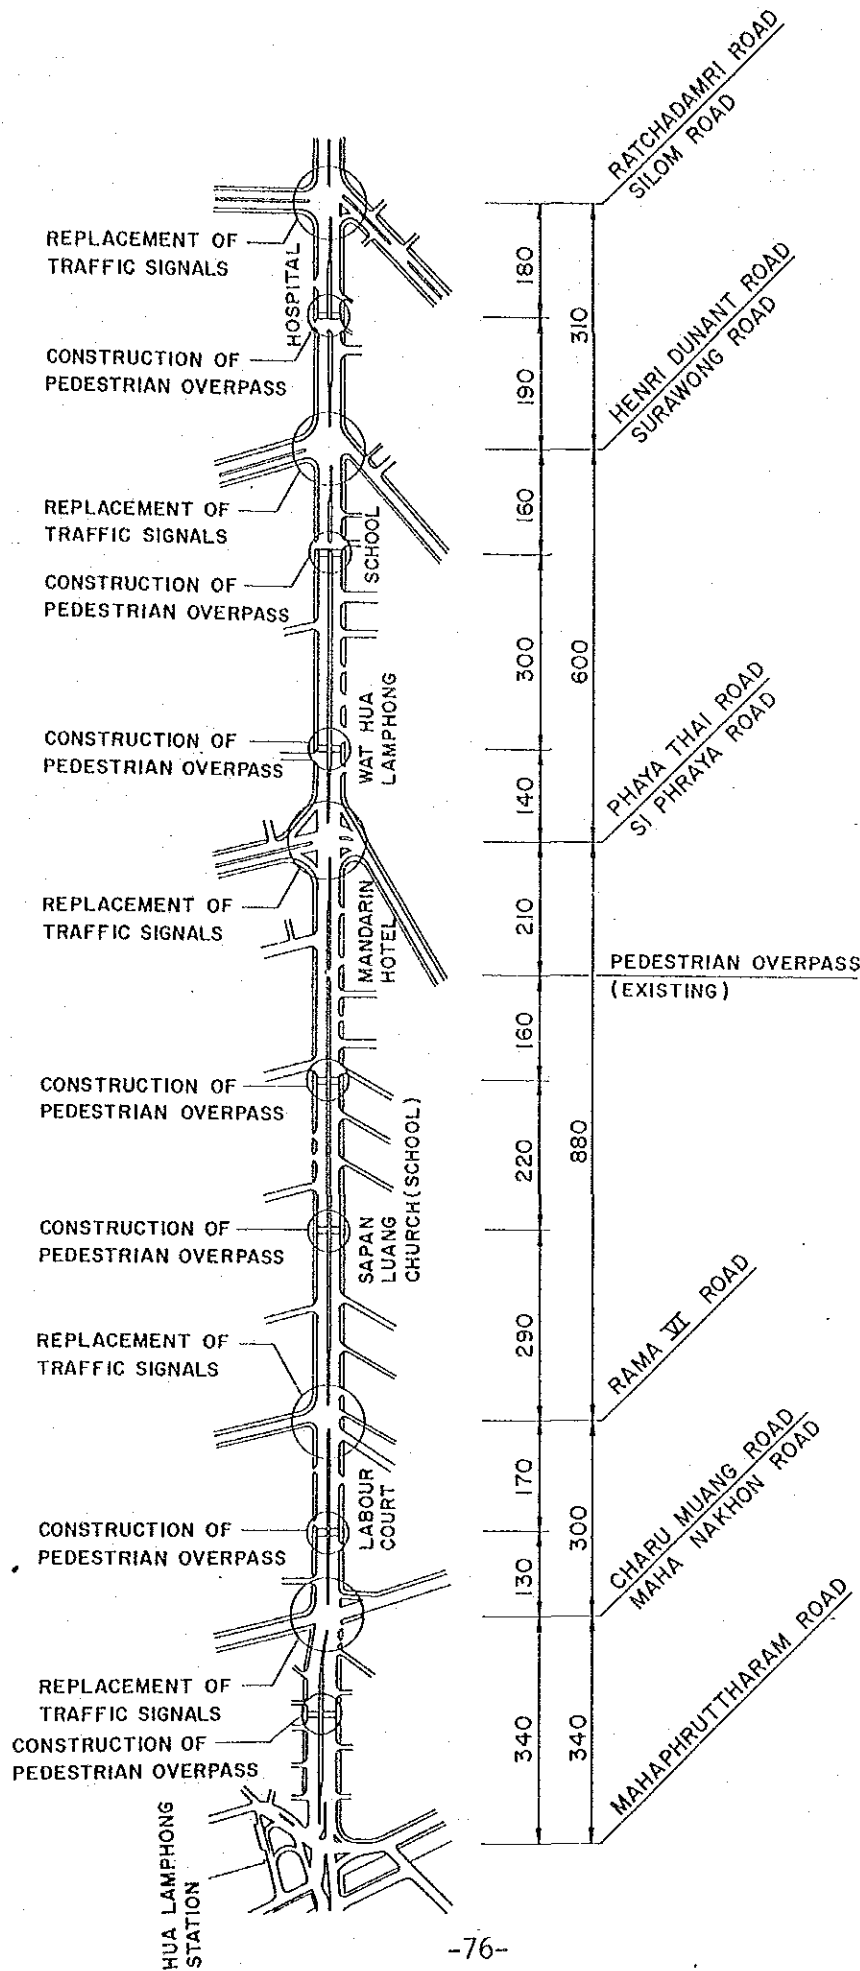 RATCHADAMRI ROAD
SILOM ROAD
REPLACEMENT OF
TRAFFIC SIGNALS
HOSPITAL
180
310
CONSTRUCTION OF
PEDESTRIAN OVERPASS
190
HENRI DUNANT ROAD
SURAWONG ROAD
REPLACEMENT OF
TRAFFIC SIGNALS
160
SCHOOL
CONSTRUCTION OF
PEDESTRIAN OVERPASS
300
600
WAT HUA
LAMPHONG
CONSTRUCTION OF
PEDESTRIAN OVERPASS
140
PHAYA THAI ROAD
SI PHRAYA ROAD
REPLACEMENT OF
TRAFFIC SIGNALS
MANDARIN
HOTEL
210
PEDESTRIAN OVERPASS
(EXISTING)
160
CONSTRUCTION OF
PEDESTRIAN OVERPASS
220
880
SAPAN
LUANG
CHURCH(SCHOOL)
CONSTRUCTION OF
PEDESTRIAN OVERPASS
290
RAMA VI ROAD
REPLACEMENT OF
TRAFFIC SIGNALS
170
300
LABOUR
COURT
CONSTRUCTION OF
PEDESTRIAN OVERPASS
130
CHARU MUANG ROAD
MAHA NAKHON ROAD
REPLACEMENT OF
TRAFFIC SIGNALS
CONSTRUCTION OF
PEDESTRIAN OVERPASS
340
340
MAHAPHRUTTHARAM ROAD
HUA LAMPHONG
STATION
-76-